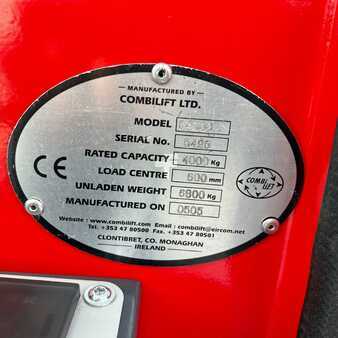 MANUFACTURED BY
COMBILIFT LTD.
MODEL
SERIAL No.
RATED CAPACITY 4000 Kg
LOAD CENTRE 600 mm
UNLADEN WEIGHT 6800 Kg
MANUFACTURED ON 0505
CE
COMBI LIFT
Website : www.combilift.com Email : combilift@eircom.net
Tel. +353 47 80500 Fax. +353 47 80501
CLONTIBRET, CO. MONAGHAN
IRELAND